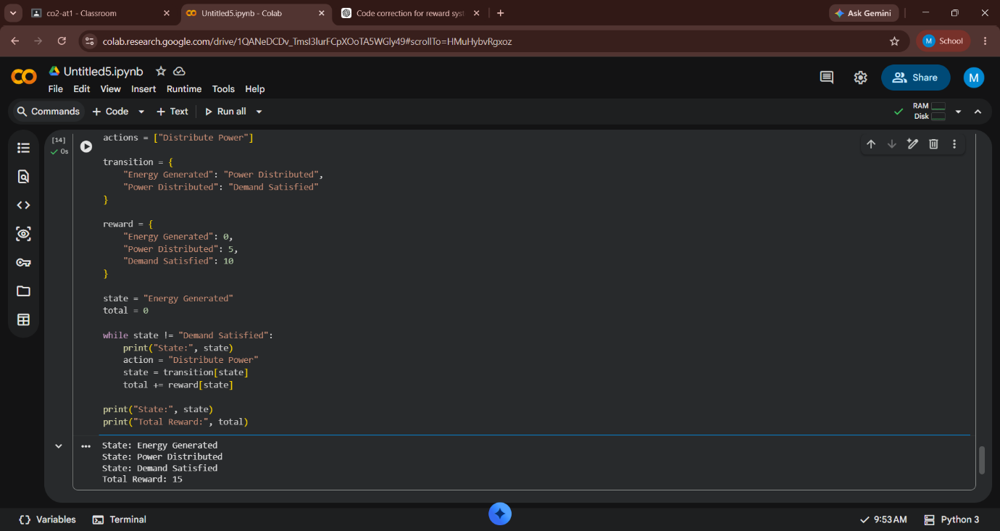 co2-at1 - Classroom
Untitled5.ipynb - Colab
Code correction for reward syst
Ask Gemini
colab.research.google.com/drive/1QANeDCDv_Tmsl3lurFCpXOoTA5WGly49#scrollTo=HMuHybvRgxoz
M School
CO Untitled5.ipynb
File Edit View Insert Runtime Tools Help
Share
M
Commands + Code + Text Run all
RAM
Disk
[14]
0s
actions = ["Distribute Power"]
transition = {
"Energy Generated": "Power Distributed",
"Power Distributed": "Demand Satisfied"
}
reward = {
"Energy Generated": 0,
"Power Distributed": 5,
"Demand Satisfied": 10
}
state = "Energy Generated"
total = 0
while state != "Demand Satisfied":
print("State:", state)
action = "Distribute Power"
state = transition[state]
total += reward[state]
print("State:", state)
print("Total Reward:", total)
State: Energy Generated
State: Power Distributed
State: Demand Satisfied
Total Reward: 15
{} Variables Terminal
9:53 AM Python 3